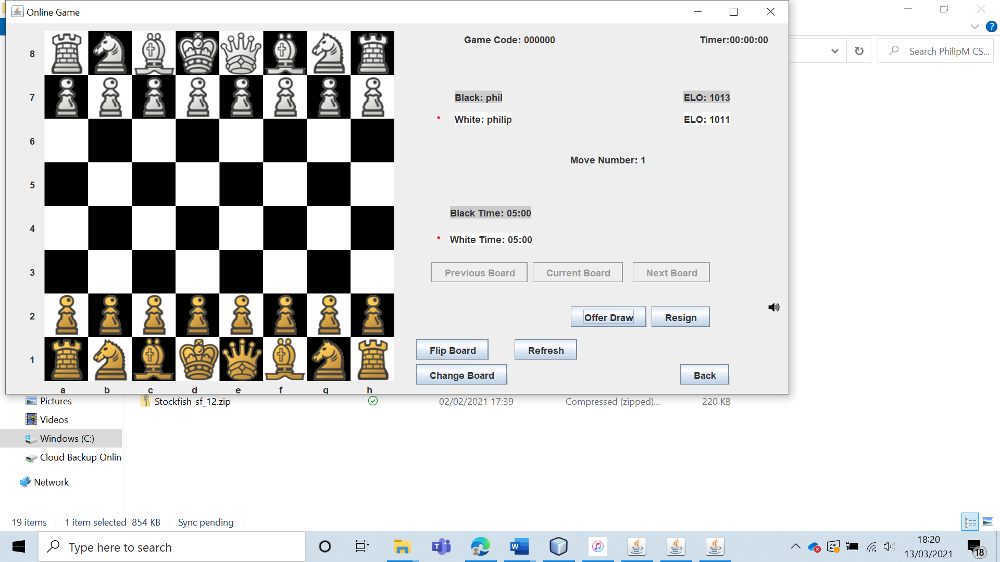 Online Game
8
7
6
5
4
3
2
1
a b c d e f g h
Game Code: 000000
Timer:00:00:00
Black: phil
ELO: 1013
* White: philip
ELO: 1011
Move Number: 1
Black Time: 05:00
* White Time: 05:00
Previous Board
Current Board
Next Board
Offer Draw
Resign
Flip Board
Refresh
Change Board
Back
?
Search PhilipM CS...
Pictures
Videos
Windows (C:)
Cloud Backup Onlin
Network
Stockfish-sf_12.zip
02/02/2021 17:39
Compressed (zipped)...
220 KB
19 items
1 item selected 854 KB
Sync pending
Type here to search
T
W
18:20
13/03/2021
18